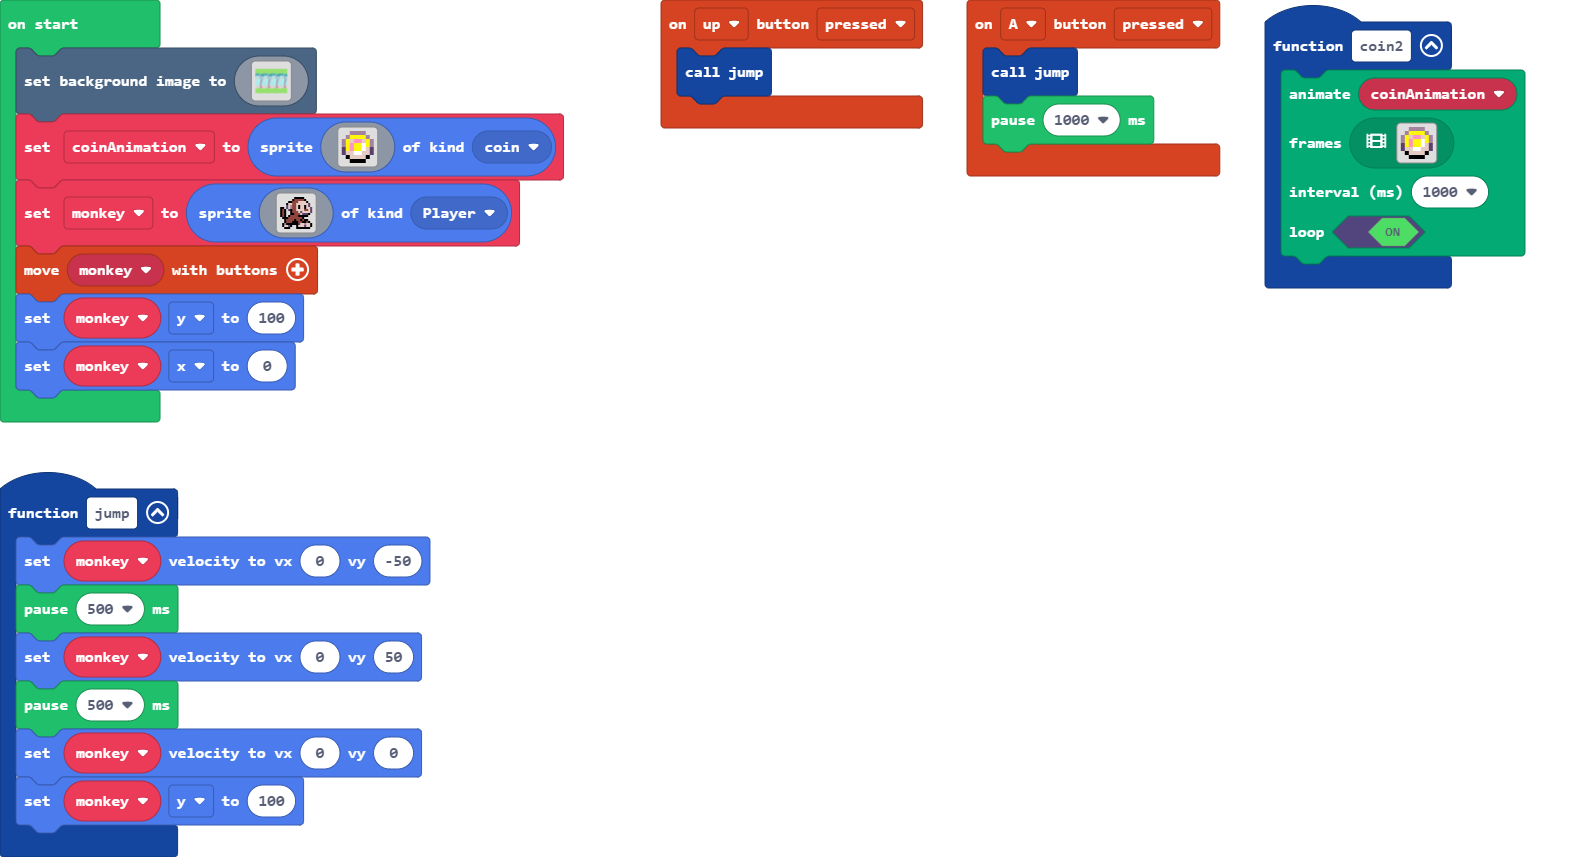 on start
set background image to
set coinAnimation to sprite of kind coin
set monkey to sprite of kind Player
move monkey with buttons
set monkey y to 100
set monkey x to 0
on up button pressed
call jump
on A button pressed
call jump
pause 1000 ms
function coin2
animate coinAnimation
frames
interval (ms) 1000
loop ON
function jump
set monkey velocity to vx 0 vy -50
pause 500 ms
set monkey velocity to vx 0 vy 50
pause 500 ms
set monkey velocity to vx 0 vy 0
set monkey y to 100